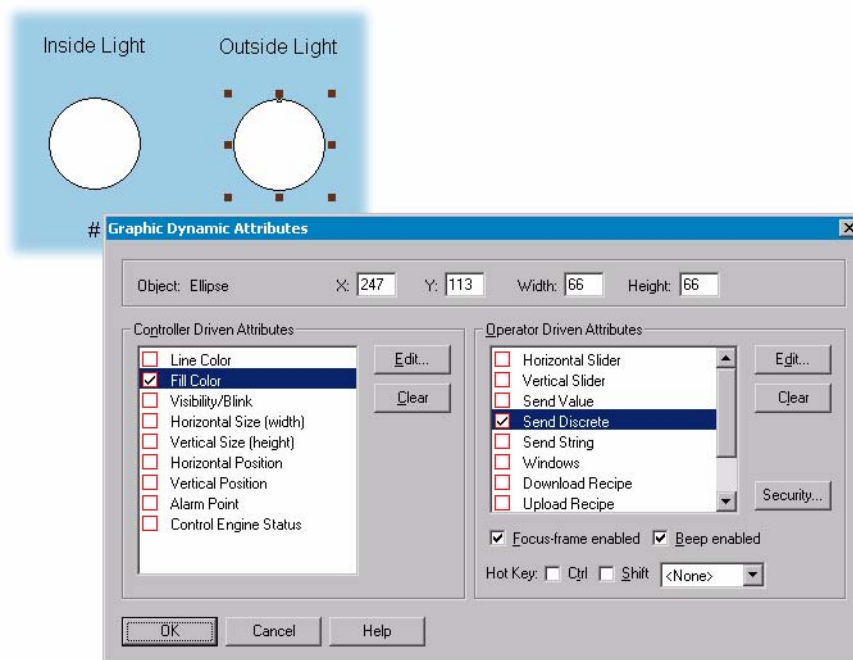 Inside Light
Outside Light
#
Graphic Dynamic Attributes
Object: Ellipse X: 247 Y: 113 Width: 66 Height: 66
Controller Driven Attributes
Line Color
Fill Color
Visibility/Blink
Horizontal Size (width)
Vertical Size (height)
Horizontal Position
Vertical Position
Alarm Point
Control Engine Status
Edit...
Clear
Operator Driven Attributes
Horizontal Slider
Vertical Slider
Send Value
Send Discrete
Send String
Windows
Download Recipe
Upload Recipe
Edit...
Clear
Security...
Focus-frame enabled
Beep enabled
Hot Key: Ctrl Shift <None>
OK
Cancel
Help